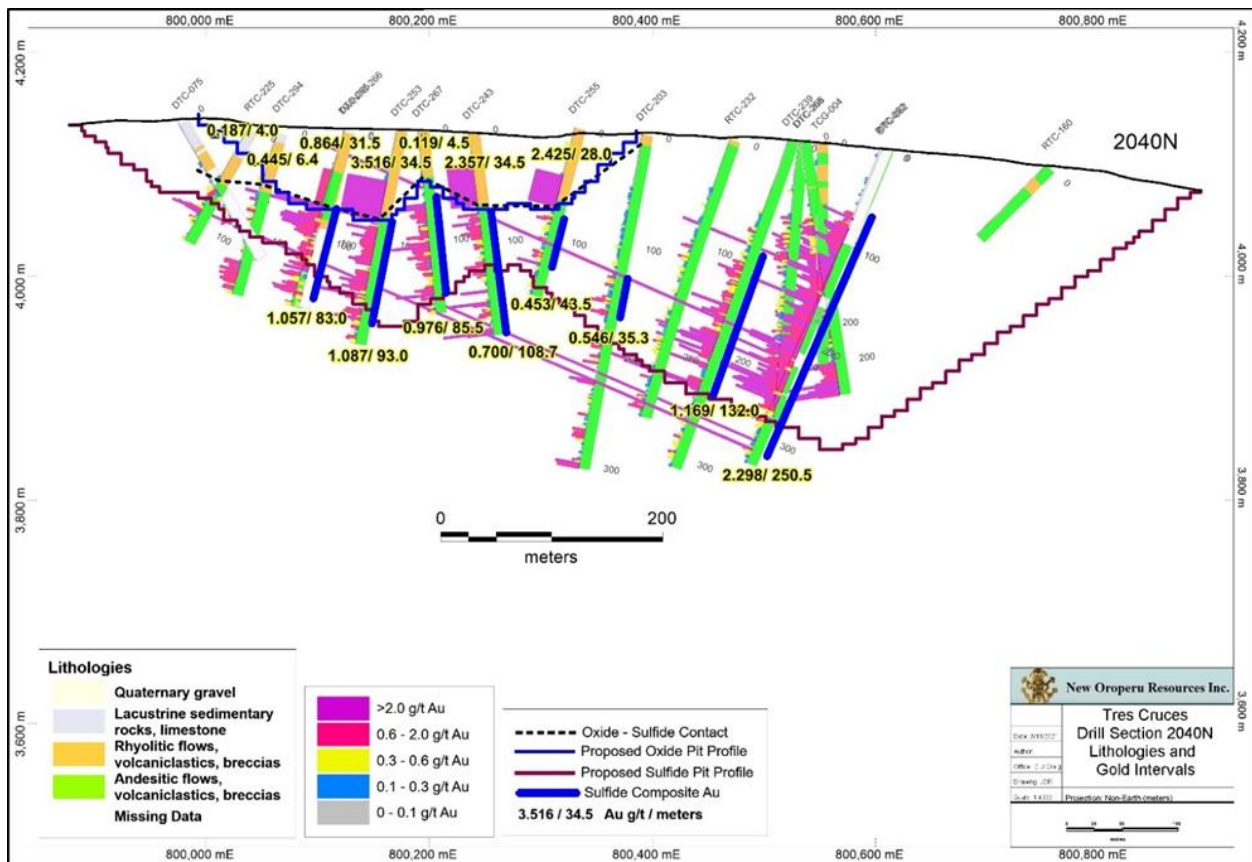 800,000 mE 800,200 mE 800,400 mE 800,600 mE 800,800 mE
4,200 m
4,200 m
DTC-075
RTC-225
DTC-294
DTC-253
DTC-267
DTC-243
DTC-255
DTC-203
RTC-232
DTC-239
TCG-004
RTC-160
2040N
0.187/ 4.0
0.864/ 31.5
0.119/ 4.5
2.425/ 28.0
0.445/ 6.4
3.516/ 34.5
2.357/ 34.5
4,000 m
4,000 m
0.453/ 43.5
1.057/ 83.0
0.976/ 85.5
0.546/ 35.3
1.087/ 93.0
0.700/ 108.7
1.169/ 132.0
2.298/ 250.5
3,800 m
3,800 m
0 200
meters
Lithologies
Quaternary gravel
Lacustrine sedimentary
rocks, limestone
Rhyolitic flows,
volcaniclastics, breccias
Andesitic flows,
volcaniclastics, breccias
Missing Data
>2.0 g/t Au
0.6 - 2.0 g/t Au
0.3 - 0.6 g/t Au
0.1 - 0.3 g/t Au
0 - 0.1 g/t Au
Oxide - Sulfide Contact
Proposed Oxide Pit Profile
Proposed Sulfide Pit Profile
Sulfide Composite Au
3.516 / 34.5 Au g/t / meters
New Oroperu Resources Inc.
Tres Cruces
Drill Section 2040N
Lithologies and
Gold Intervals
Author:
Projection: Non-Earth (meters)
3,600 m
3,600 m
800,000 mE 800,200 mE 800,400 mE 800,600 mE 800,800 mE